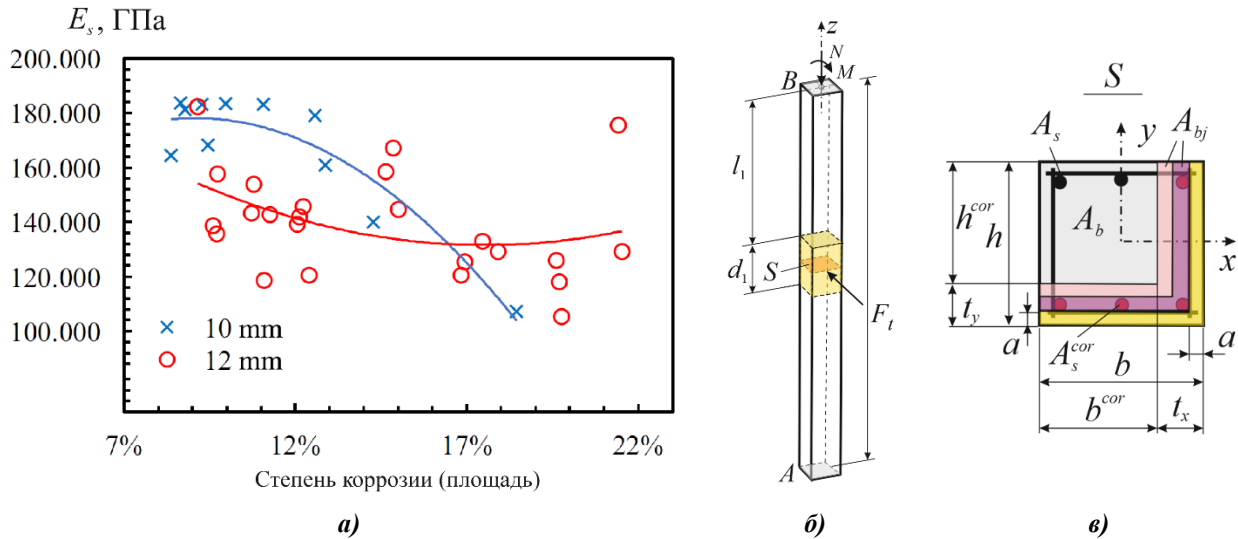 E_s, ГПа
200.000
180.000
160.000
140.000
120.000
100.000
10 mm
12 mm
7% 12% 17% 22%
Степень коррозии (площадь)
а)
z
N
M
B
l_1
d_1
S
F_t
A
б)
S
A_s
y
A_bj
h^cor
h
A_b
x
t_y
a
A_s^cor
a
b
b^cor
t_x
в)